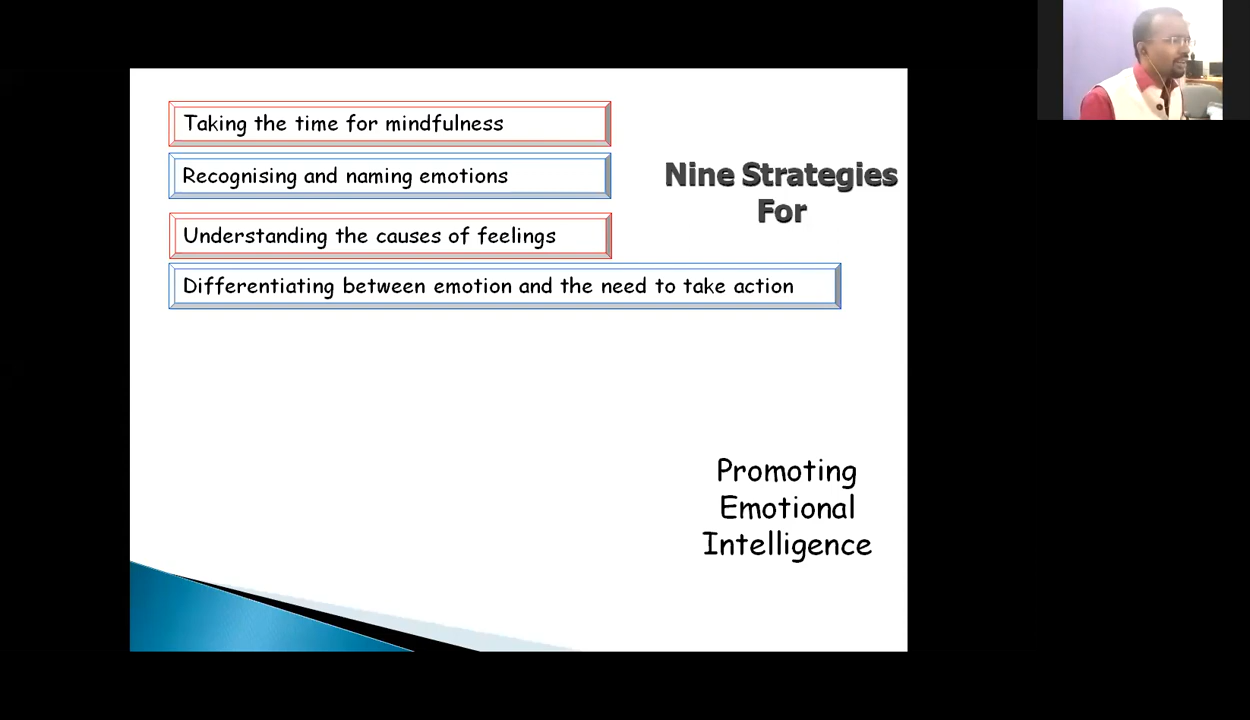 Taking the time for mindfulness
Recognising and naming emotions
Understanding the causes of feelings
Differentiating between emotion and the need to take action
Nine Strategies
For
Promoting
Emotional
Intelligence